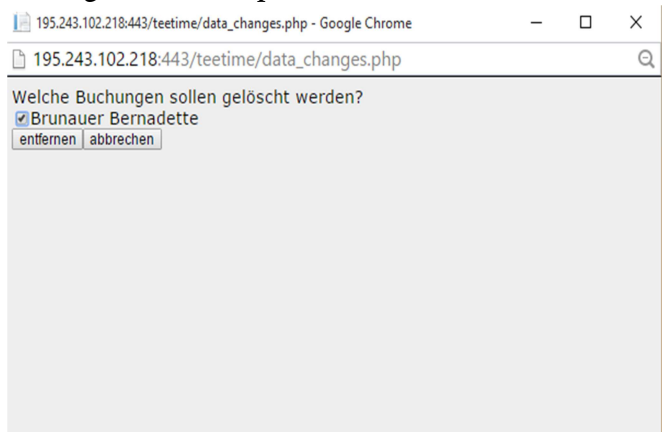 195.243.102.218:443/teetime/data_changes.php - Google Chrome
195.243.102.218:443/teetime/data_changes.php
Welche Buchungen sollen gelöscht werden?
Brunauer Bernadette
entfernen abbrechen